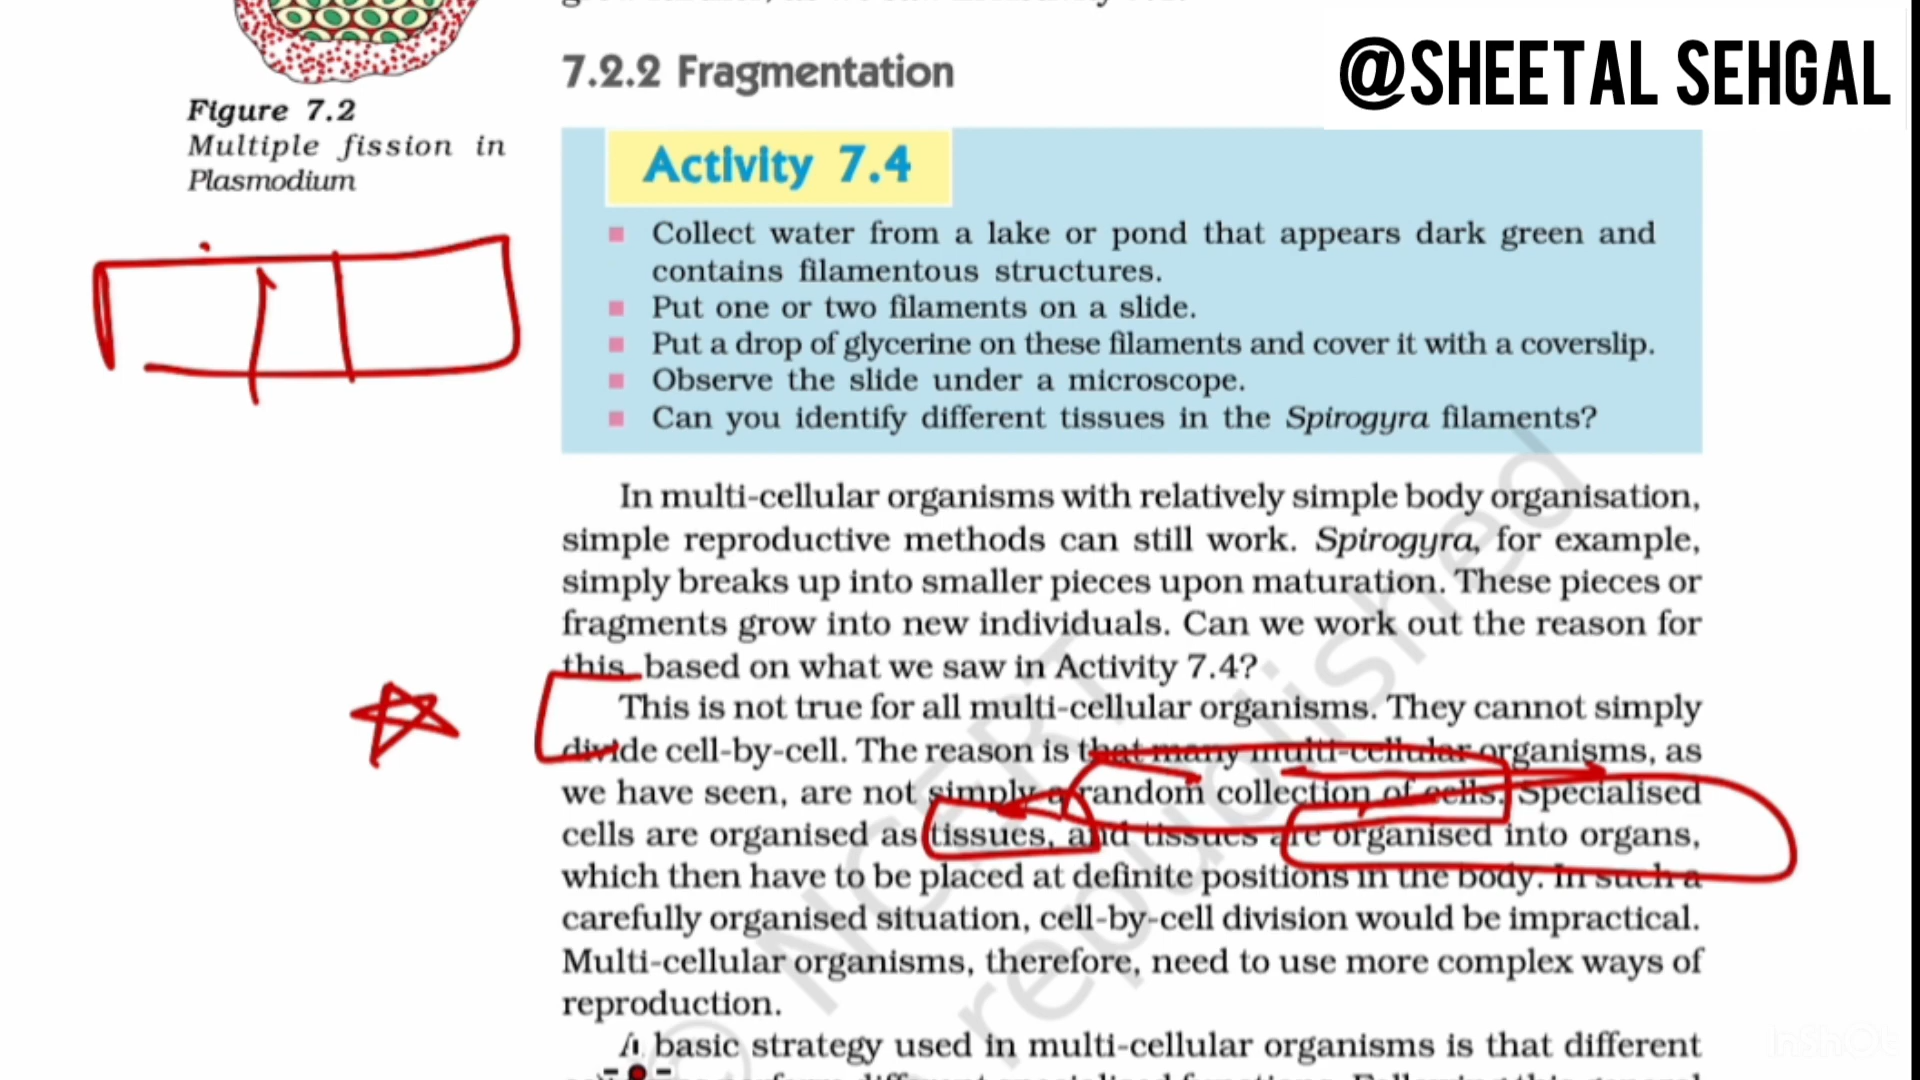 @SHEETAL SEHGAL
7.2.2 Fragmentation
Figure 7.2
Multiple fission in
Plasmodium
Activity 7.4
Collect water from a lake or pond that appears dark green and
contains filamentous structures.
Put one or two filaments on a slide.
Put a drop of glycerine on these filaments and cover it with a coverslip.
Observe the slide under a microscope.
Can you identify different tissues in the Spirogyra filaments?
In multi-cellular organisms with relatively simple body organisation,
simple reproductive methods can still work. Spirogyra, for example,
simply breaks up into smaller pieces upon maturation. These pieces or
fragments grow into new individuals. Can we work out the reason for
this, based on what we saw in Activity 7.4?
This is not true for all multi-cellular organisms. They cannot simply
divide cell-by-cell. The reason is that many multi-cellular organisms, as
we have seen, are not simply a random collection of cells. Specialised
cells are organised as tissues, and tissues are organised into organs,
which then have to be placed at definite positions in the body. In such a
carefully organised situation, cell-by-cell division would be impractical.
Multi-cellular organisms, therefore, need to use more complex ways of
reproduction.
A basic strategy used in multi-cellular organisms is that different
© NCERT
republished